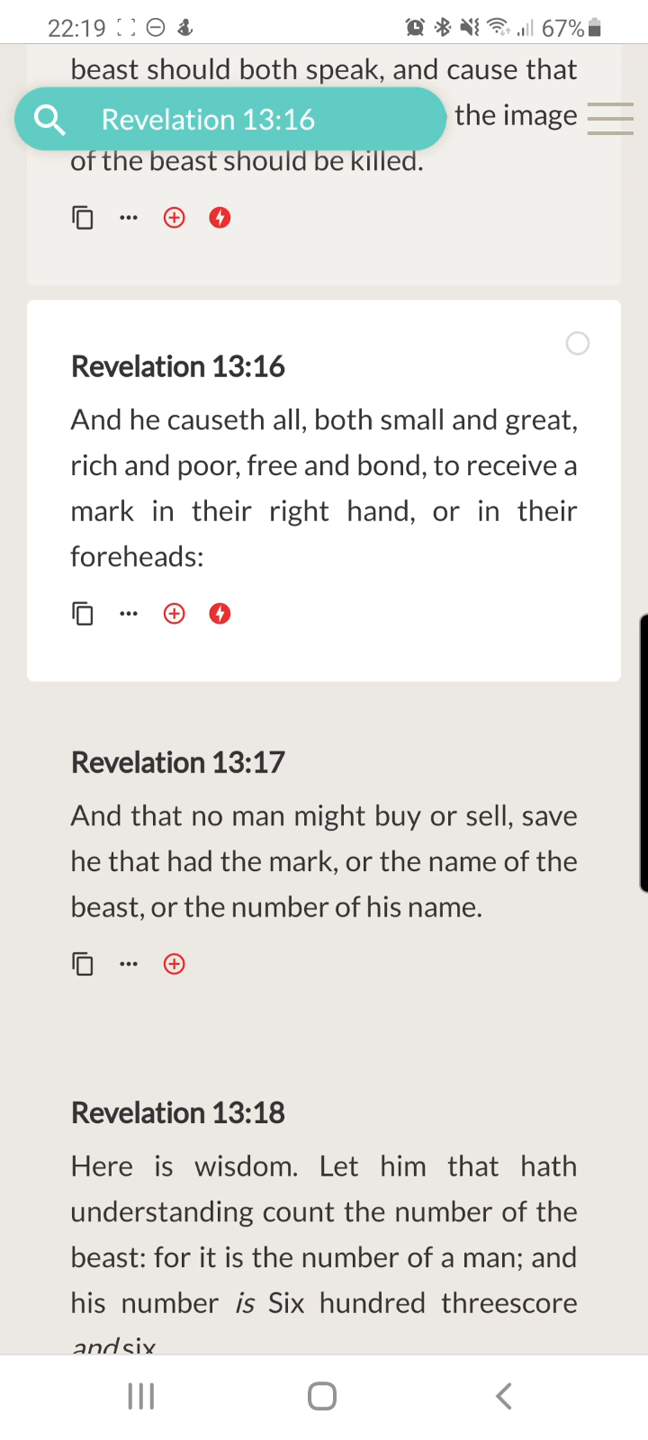 22:19
67%
beast should both speak, and cause that
Revelation 13:16
the image
of the beast should be killed.
Revelation 13:16
And he causeth all, both small and great,
rich and poor, free and bond, to receive a
mark in their right hand, or in their
foreheads:
Revelation 13:17
And that no man might buy or sell, save
he that had the mark, or the name of the
beast, or the number of his name.
Revelation 13:18
Here is wisdom. Let him that hath
understanding count the number of the
beast: for it is the number of a man; and
his number is Six hundred threescore
and six